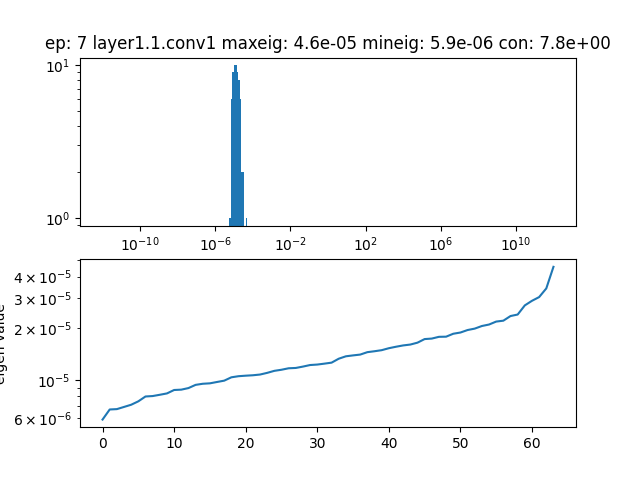 ep: 7 layer1.1.conv1 maxeig: 4.6e-05 mineig: 5.9e-06 con: 7.8e+00
10¹
10⁰
10⁻¹⁰ 10⁻⁶ 10⁻² 10² 10⁶ 10¹⁰
4 × 10⁻⁵
3 × 10⁻⁵
2 × 10⁻⁵
10⁻⁵
6 × 10⁻⁶
eigen value
0 10 20 30 40 50 60